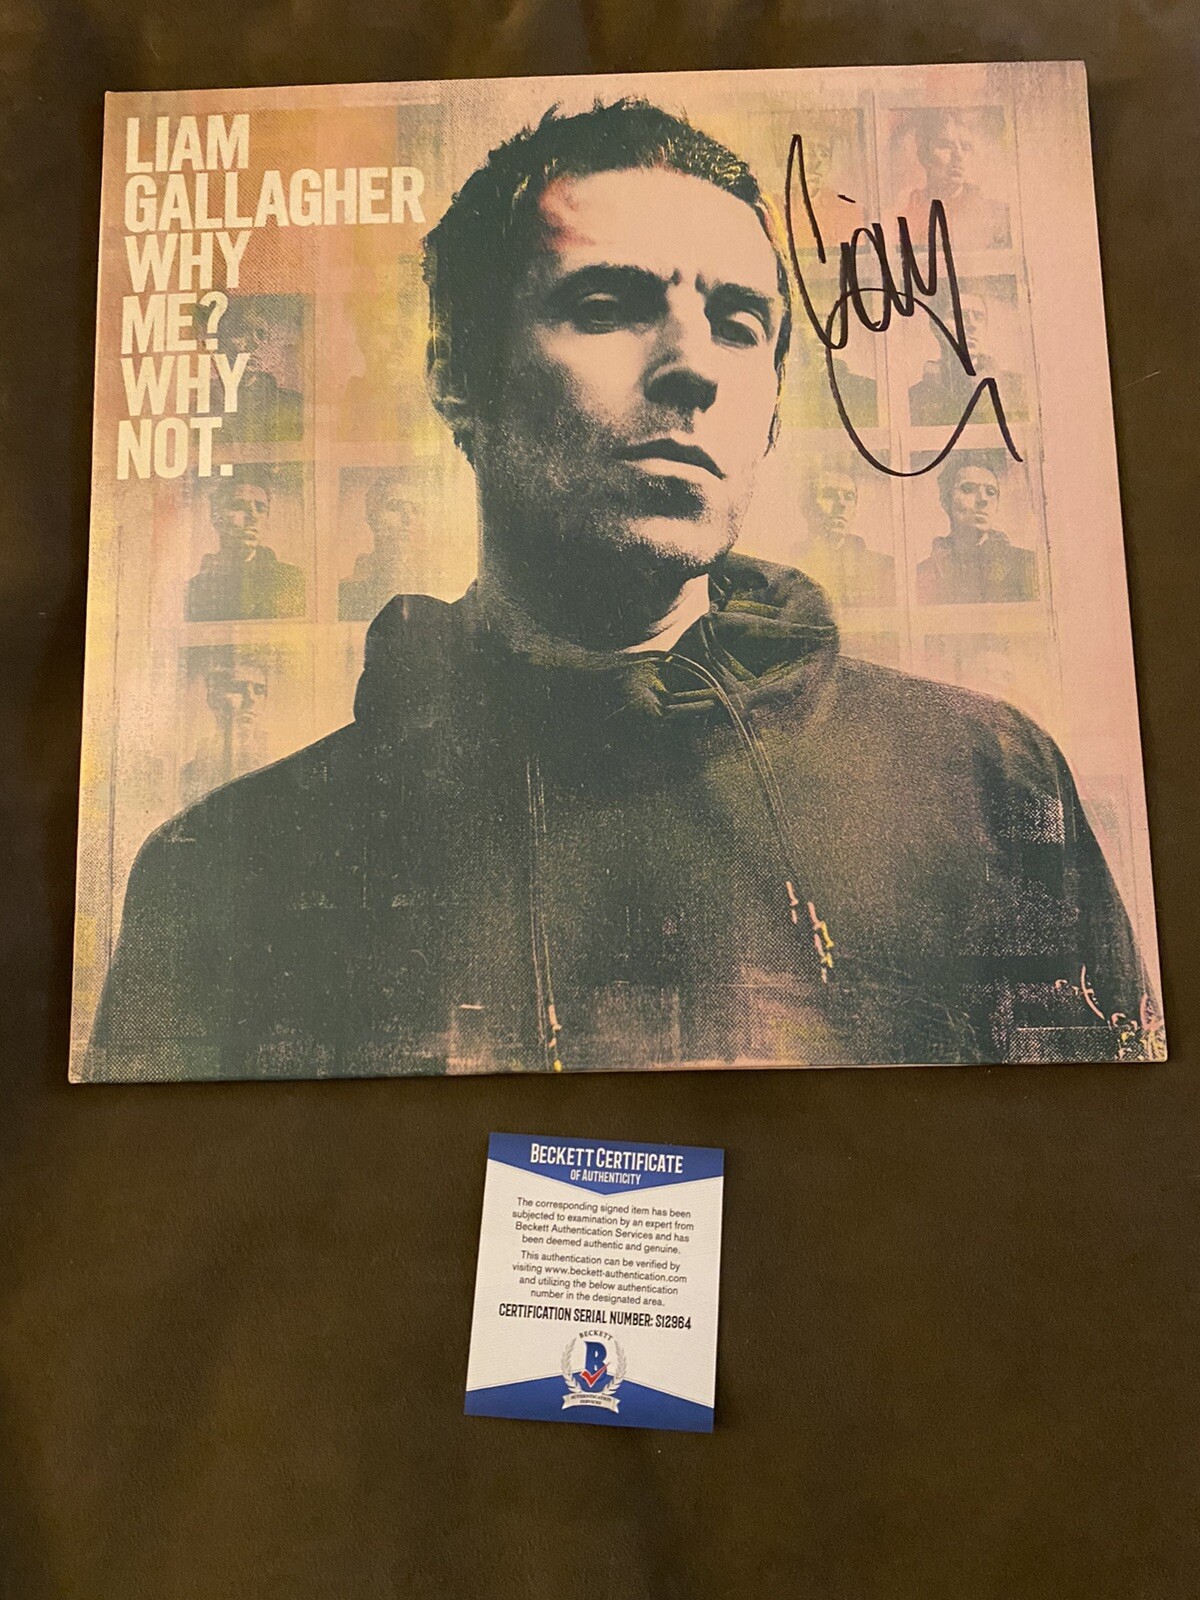 LIAM
GALLAGHER
WHY
ME?
WHY
NOT.
Liam
BECKETT CERTIFICATE
OF AUTHENTICITY
The corresponding signed item has been
subjected to examination by an expert from
Beckett Authentication Services and has
been deemed authentic and genuine.
This authentication can be verified by
visiting www.beckett-authentication.com
and utilizing the below authentication
number in the designated area.
CERTIFICATION SERIAL NUMBER: S12964
BECKETT
B
AUTHENTICATION
SERVICES